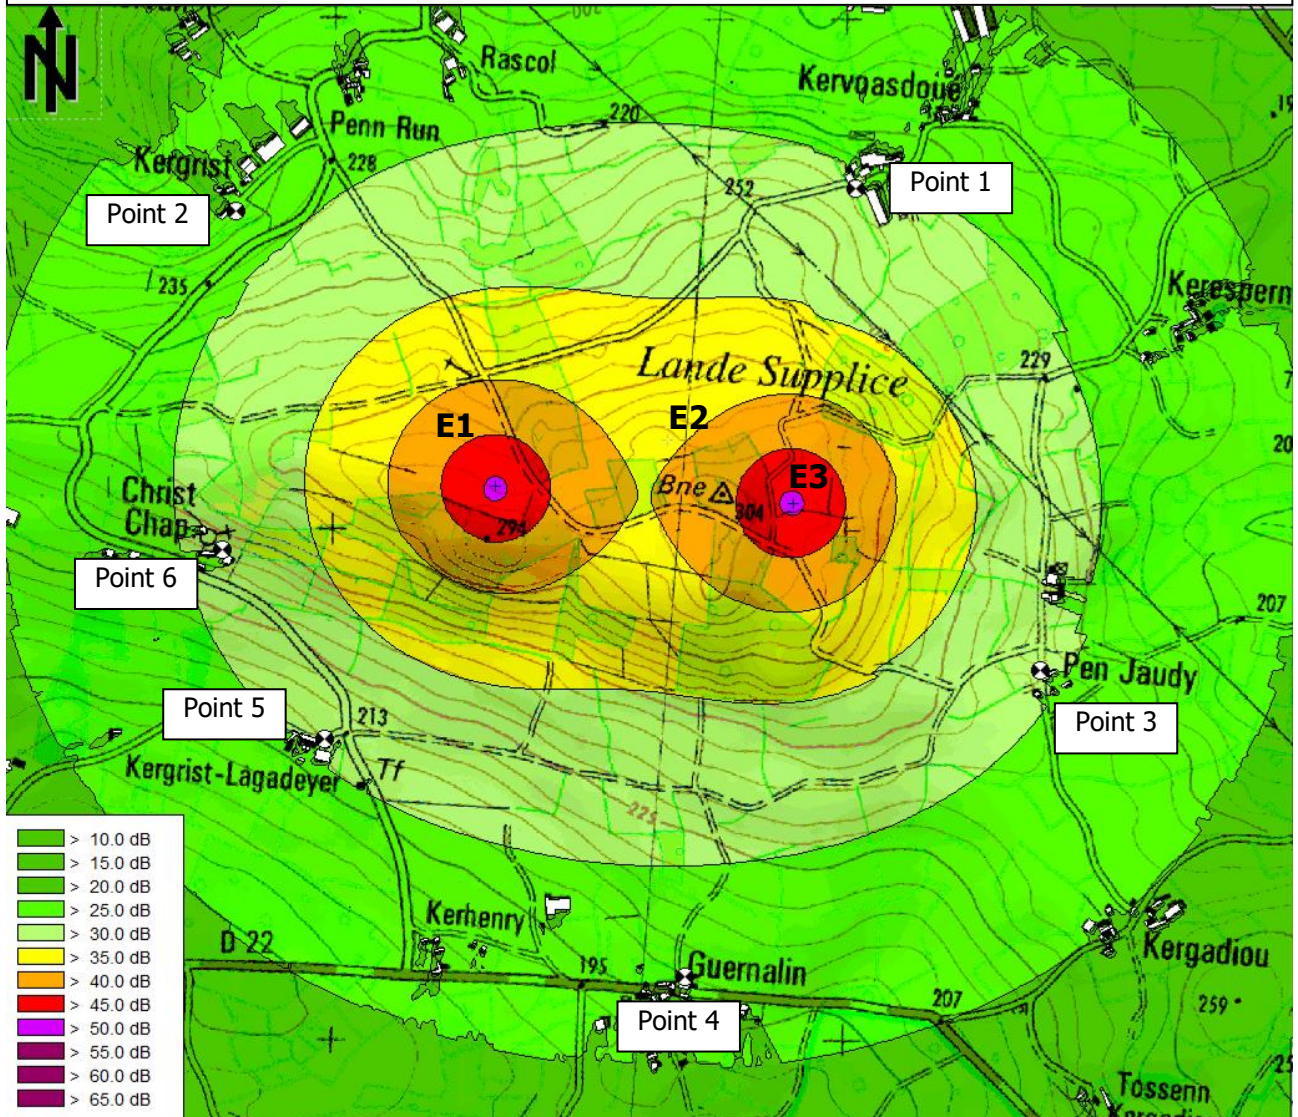 N
Rascol
Kervoasdoué
220
Penn Run
Kergrist
228
Point 1
252
Point 2
235
Kerespern
Lande Supplice
229
E1
E2
E3
Bne
304
294
Christ
Chap
20
Point 6
207
Pen Jaudy
Point 5
213
Point 3
Kergrist-Lagadeyer
Tf
225
> 10.0 dB
> 15.0 dB
> 20.0 dB
> 25.0 dB
> 30.0 dB
> 35.0 dB
> 40.0 dB
> 45.0 dB
> 50.0 dB
> 55.0 dB
> 60.0 dB
> 65.0 dB
Kerhenry
D 22
195
Guernalin
207
Kergadiou
259
Point 4
Tossenn